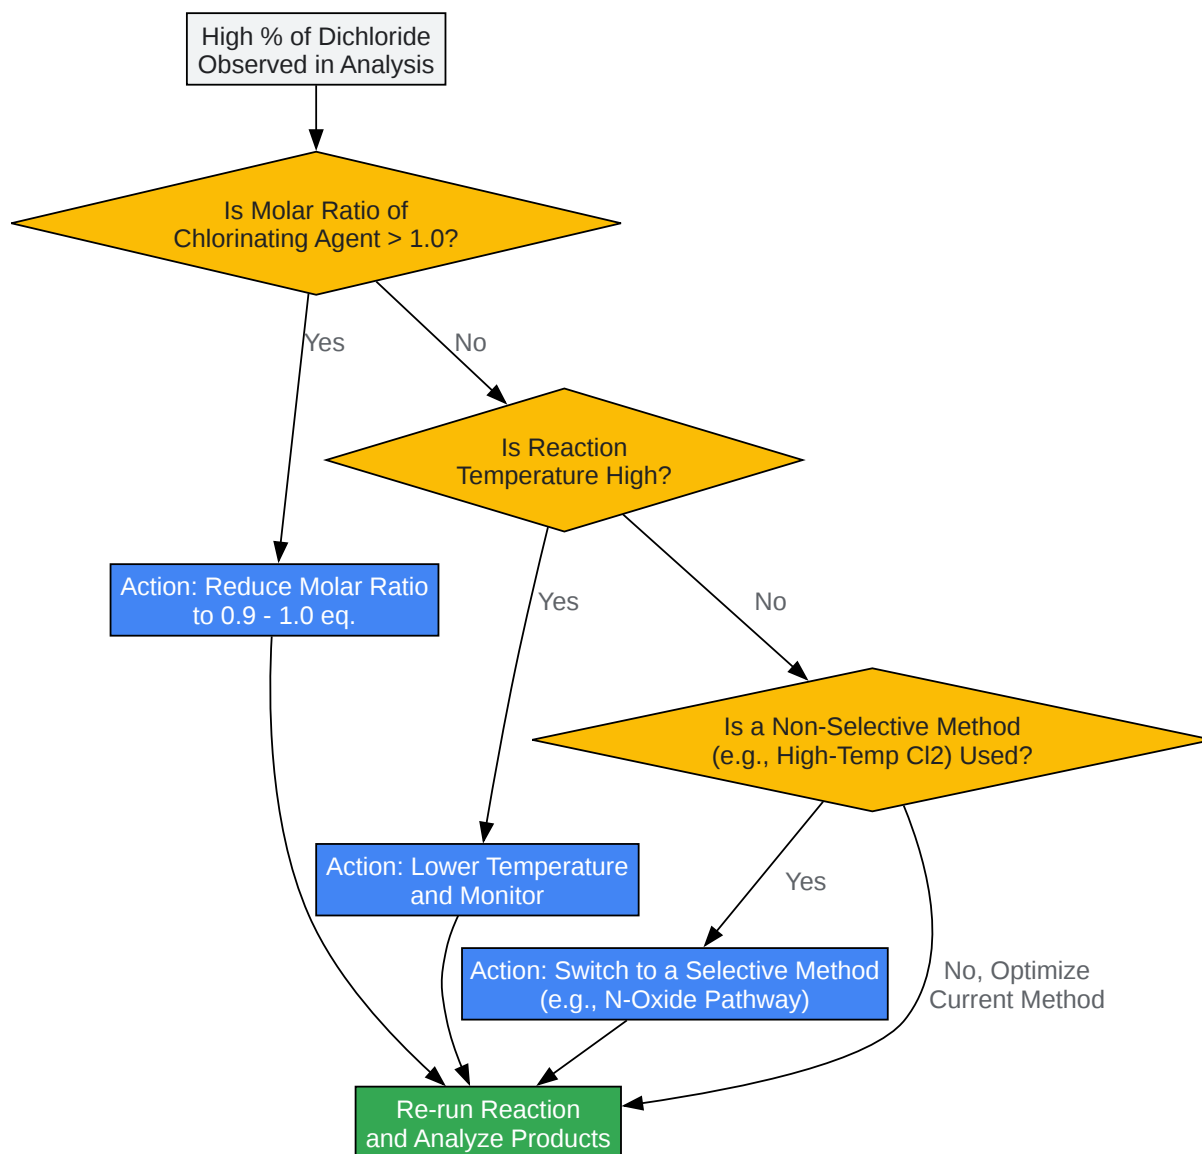 High % of Dichloride
Observed in Analysis
Is Molar Ratio of
Chlorinating Agent > 1.0?
Yes
No
Is Reaction
Temperature High?
Action: Reduce Molar Ratio
to 0.9 - 1.0 eq.
Yes
No
Is a Non-Selective Method
(e.g., High-Temp Cl2) Used?
Action: Lower Temperature
and Monitor
Yes
Action: Switch to a Selective Method
(e.g., N-Oxide Pathway)
No, Optimize
Current Method
Re-run Reaction
and Analyze Products